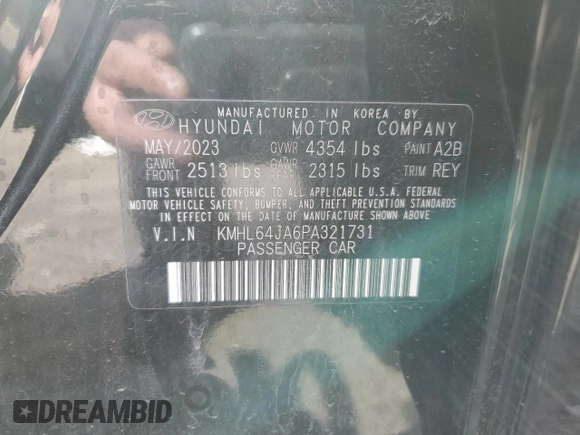 MANUFACTURED IN KOREA BY
HYUNDAI MOTOR COMPANY
MAY/2023 GVWR 4354 lbs PAINT A2B
GAWR FRONT 2513 lbs GAWR REAR 2315 lbs TRIM REY
THIS VEHICLE CONFORMS TO ALL APPLICABLE U.S.A. FEDERAL
MOTOR VEHICLE SAFETY, BUMPER, AND THEFT PREVENTION STANDARDS
IN EFFECT ON THE DATE OF MANUFACTURE SHOWN ABOVE.
V.I.N KMHL64JA6PA321731
PASSENGER CAR
DREAMBID